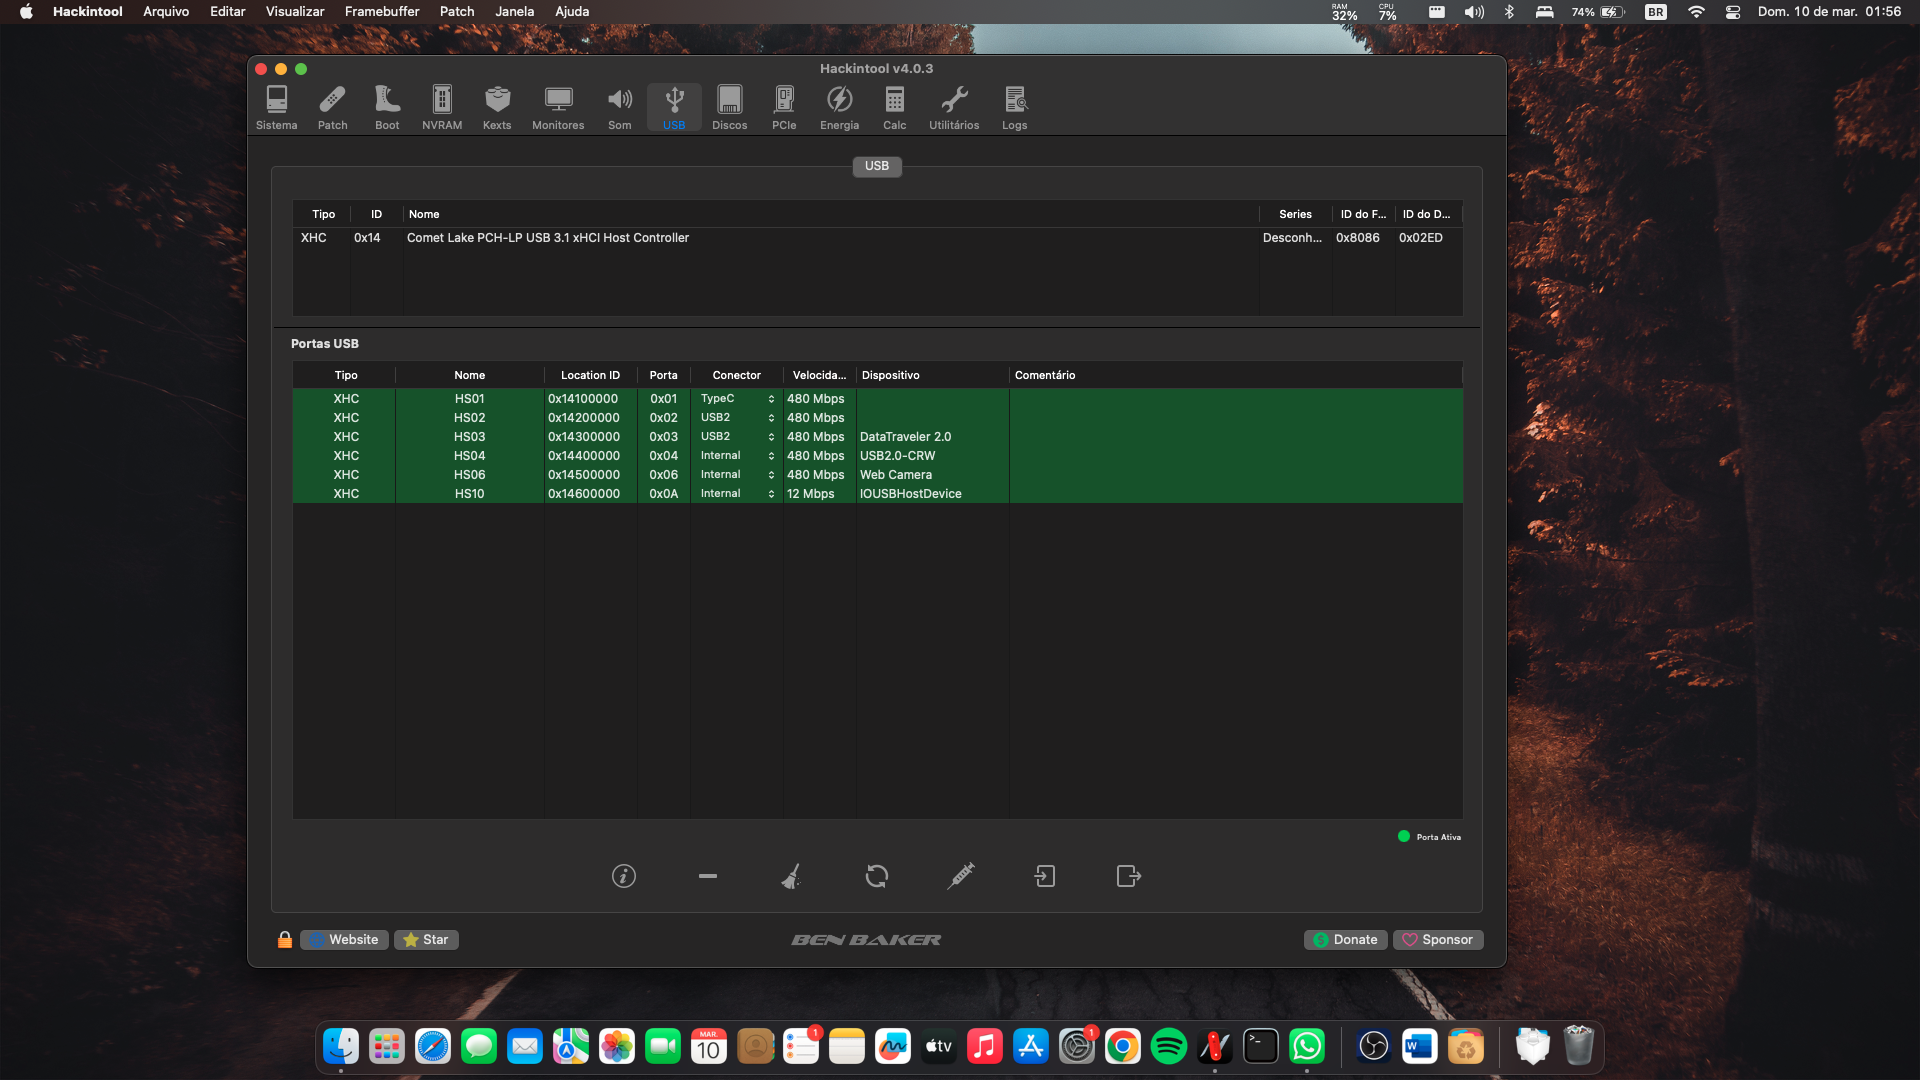 Hackintool Arquivo Editar Visualizar Framebuffer Patch Janela Ajuda RAM 32% CPU 7% 74% BR Dom. 10 de mar. 01:56
Hackintool v4.0.3
Sistema Patch Boot NVRAM Kexts Monitores Som USB Discos PCIe Energia Calc Utilitários Logs
USB
Tipo ID Nome Series ID do F... ID do D...
XHC 0x14 Comet Lake PCH-LP USB 3.1 xHCI Host Controller Desconh... 0x8086 0x02ED
Portas USB
Tipo Nome Location ID Porta Conector Velocida... Dispositivo Comentário
XHC HS01 0x14100000 0x01 TypeC 480 Mbps
XHC HS02 0x14200000 0x02 USB2 480 Mbps
XHC HS03 0x14300000 0x03 USB2 480 Mbps DataTraveler 2.0
XHC HS04 0x14400000 0x04 Internal 480 Mbps USB2.0-CRW
XHC HS06 0x14500000 0x06 Internal 480 Mbps Web Camera
XHC HS10 0x14600000 0x0A Internal 12 Mbps IOUSBHostDevice
Porta Ativa
Website Star BEN BAKER Donate Sponsor
MAR. 10 1 tv 1 W